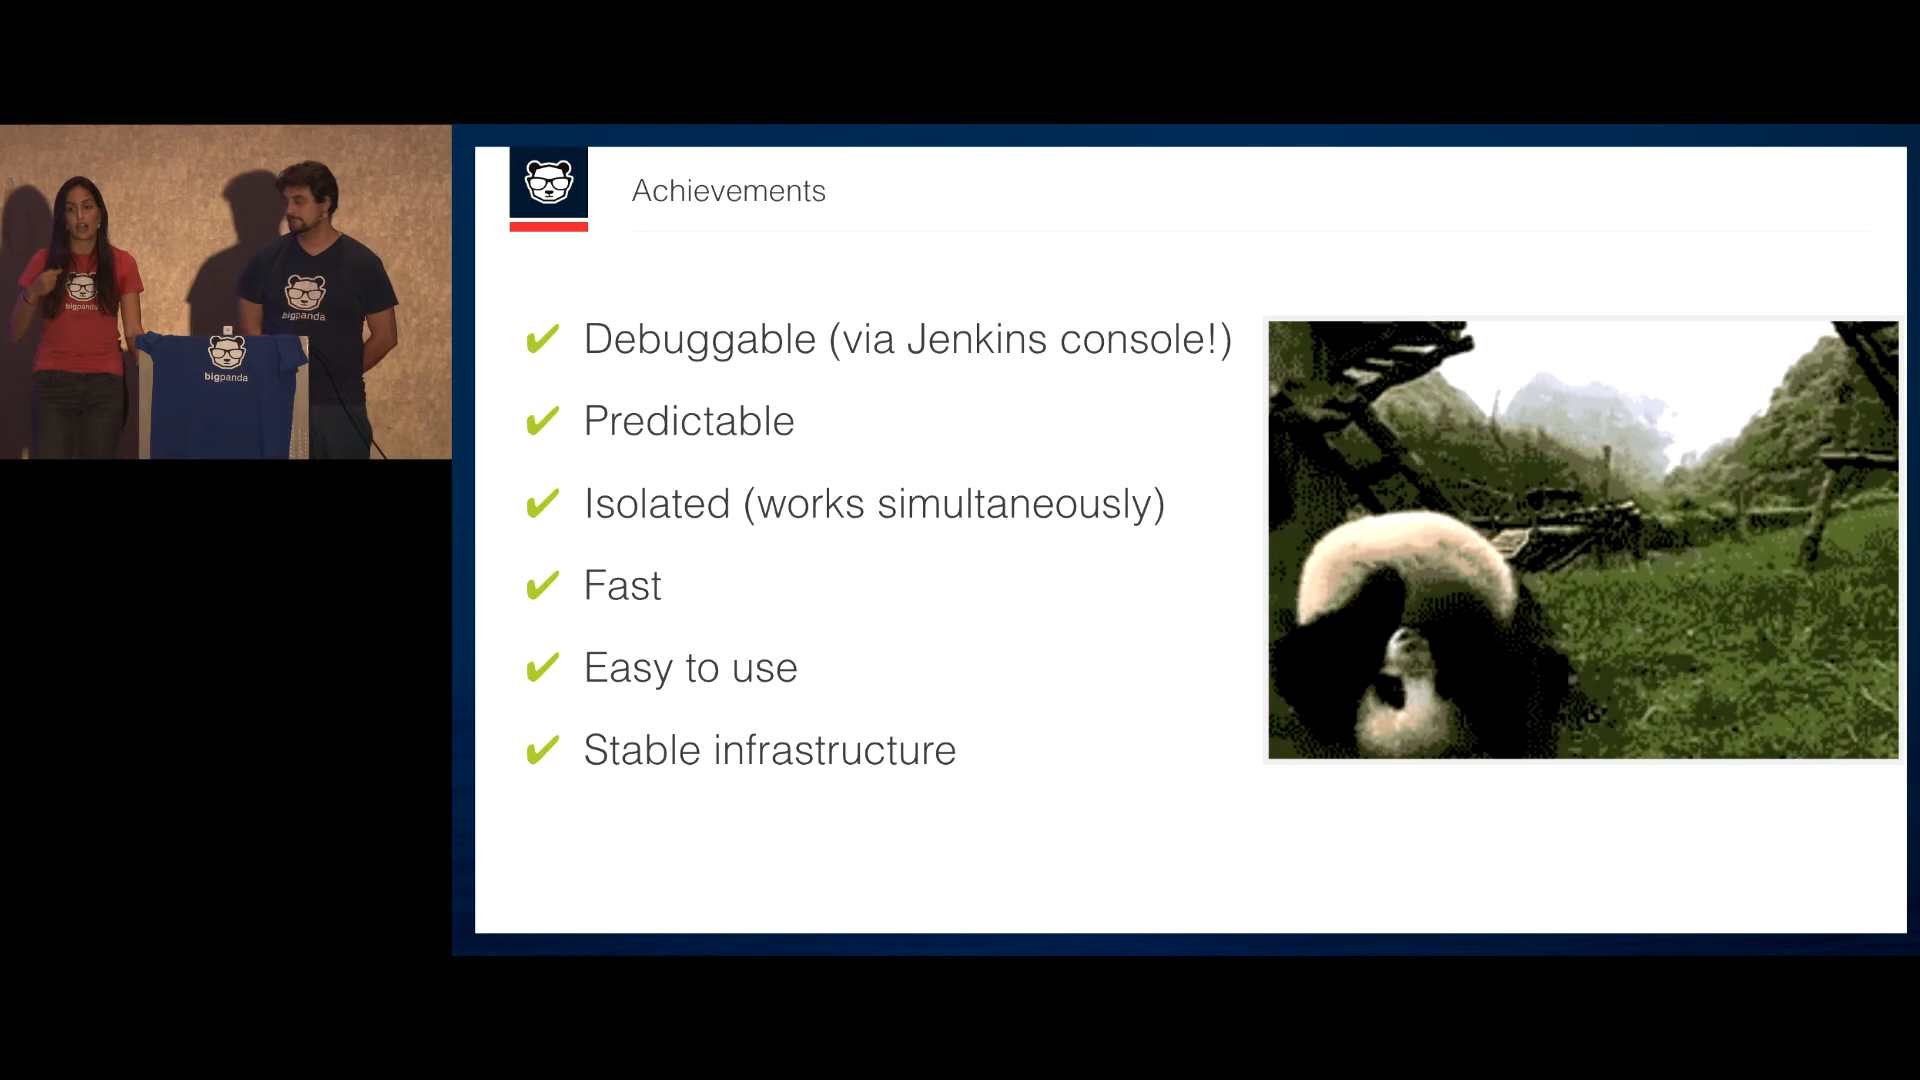 Achievements
✔ Debuggable (via Jenkins console!)
✔ Predictable
✔ Isolated (works simultaneously)
✔ Fast
✔ Easy to use
✔ Stable infrastructure
bigpanda
bigpanda
bigpanda